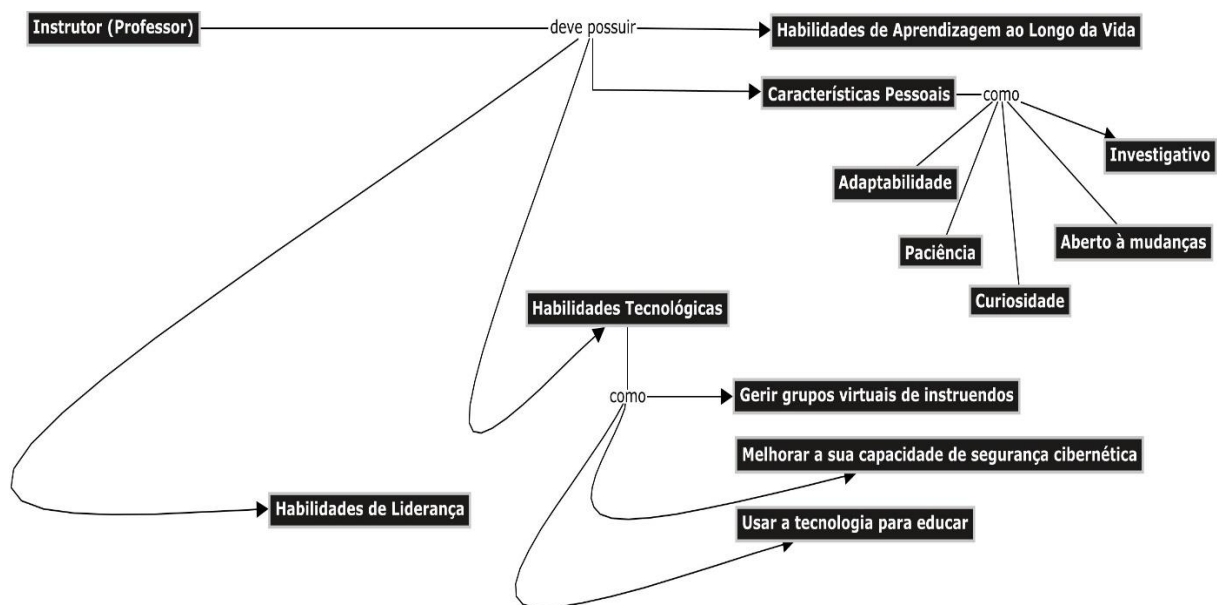 Instrutor (Professor)
deve possuir
Habilidades de Aprendizagem ao Longo da Vida
Características Pessoais
como
Investigativo
Adaptabilidade
Aberto à mudanças
Paciência
Curiosidade
Habilidades Tecnológicas
como
Gerir grupos virtuais de instruendos
Melhorar a sua capacidade de segurança cibernética
Usar a tecnologia para educar
Habilidades de Liderança